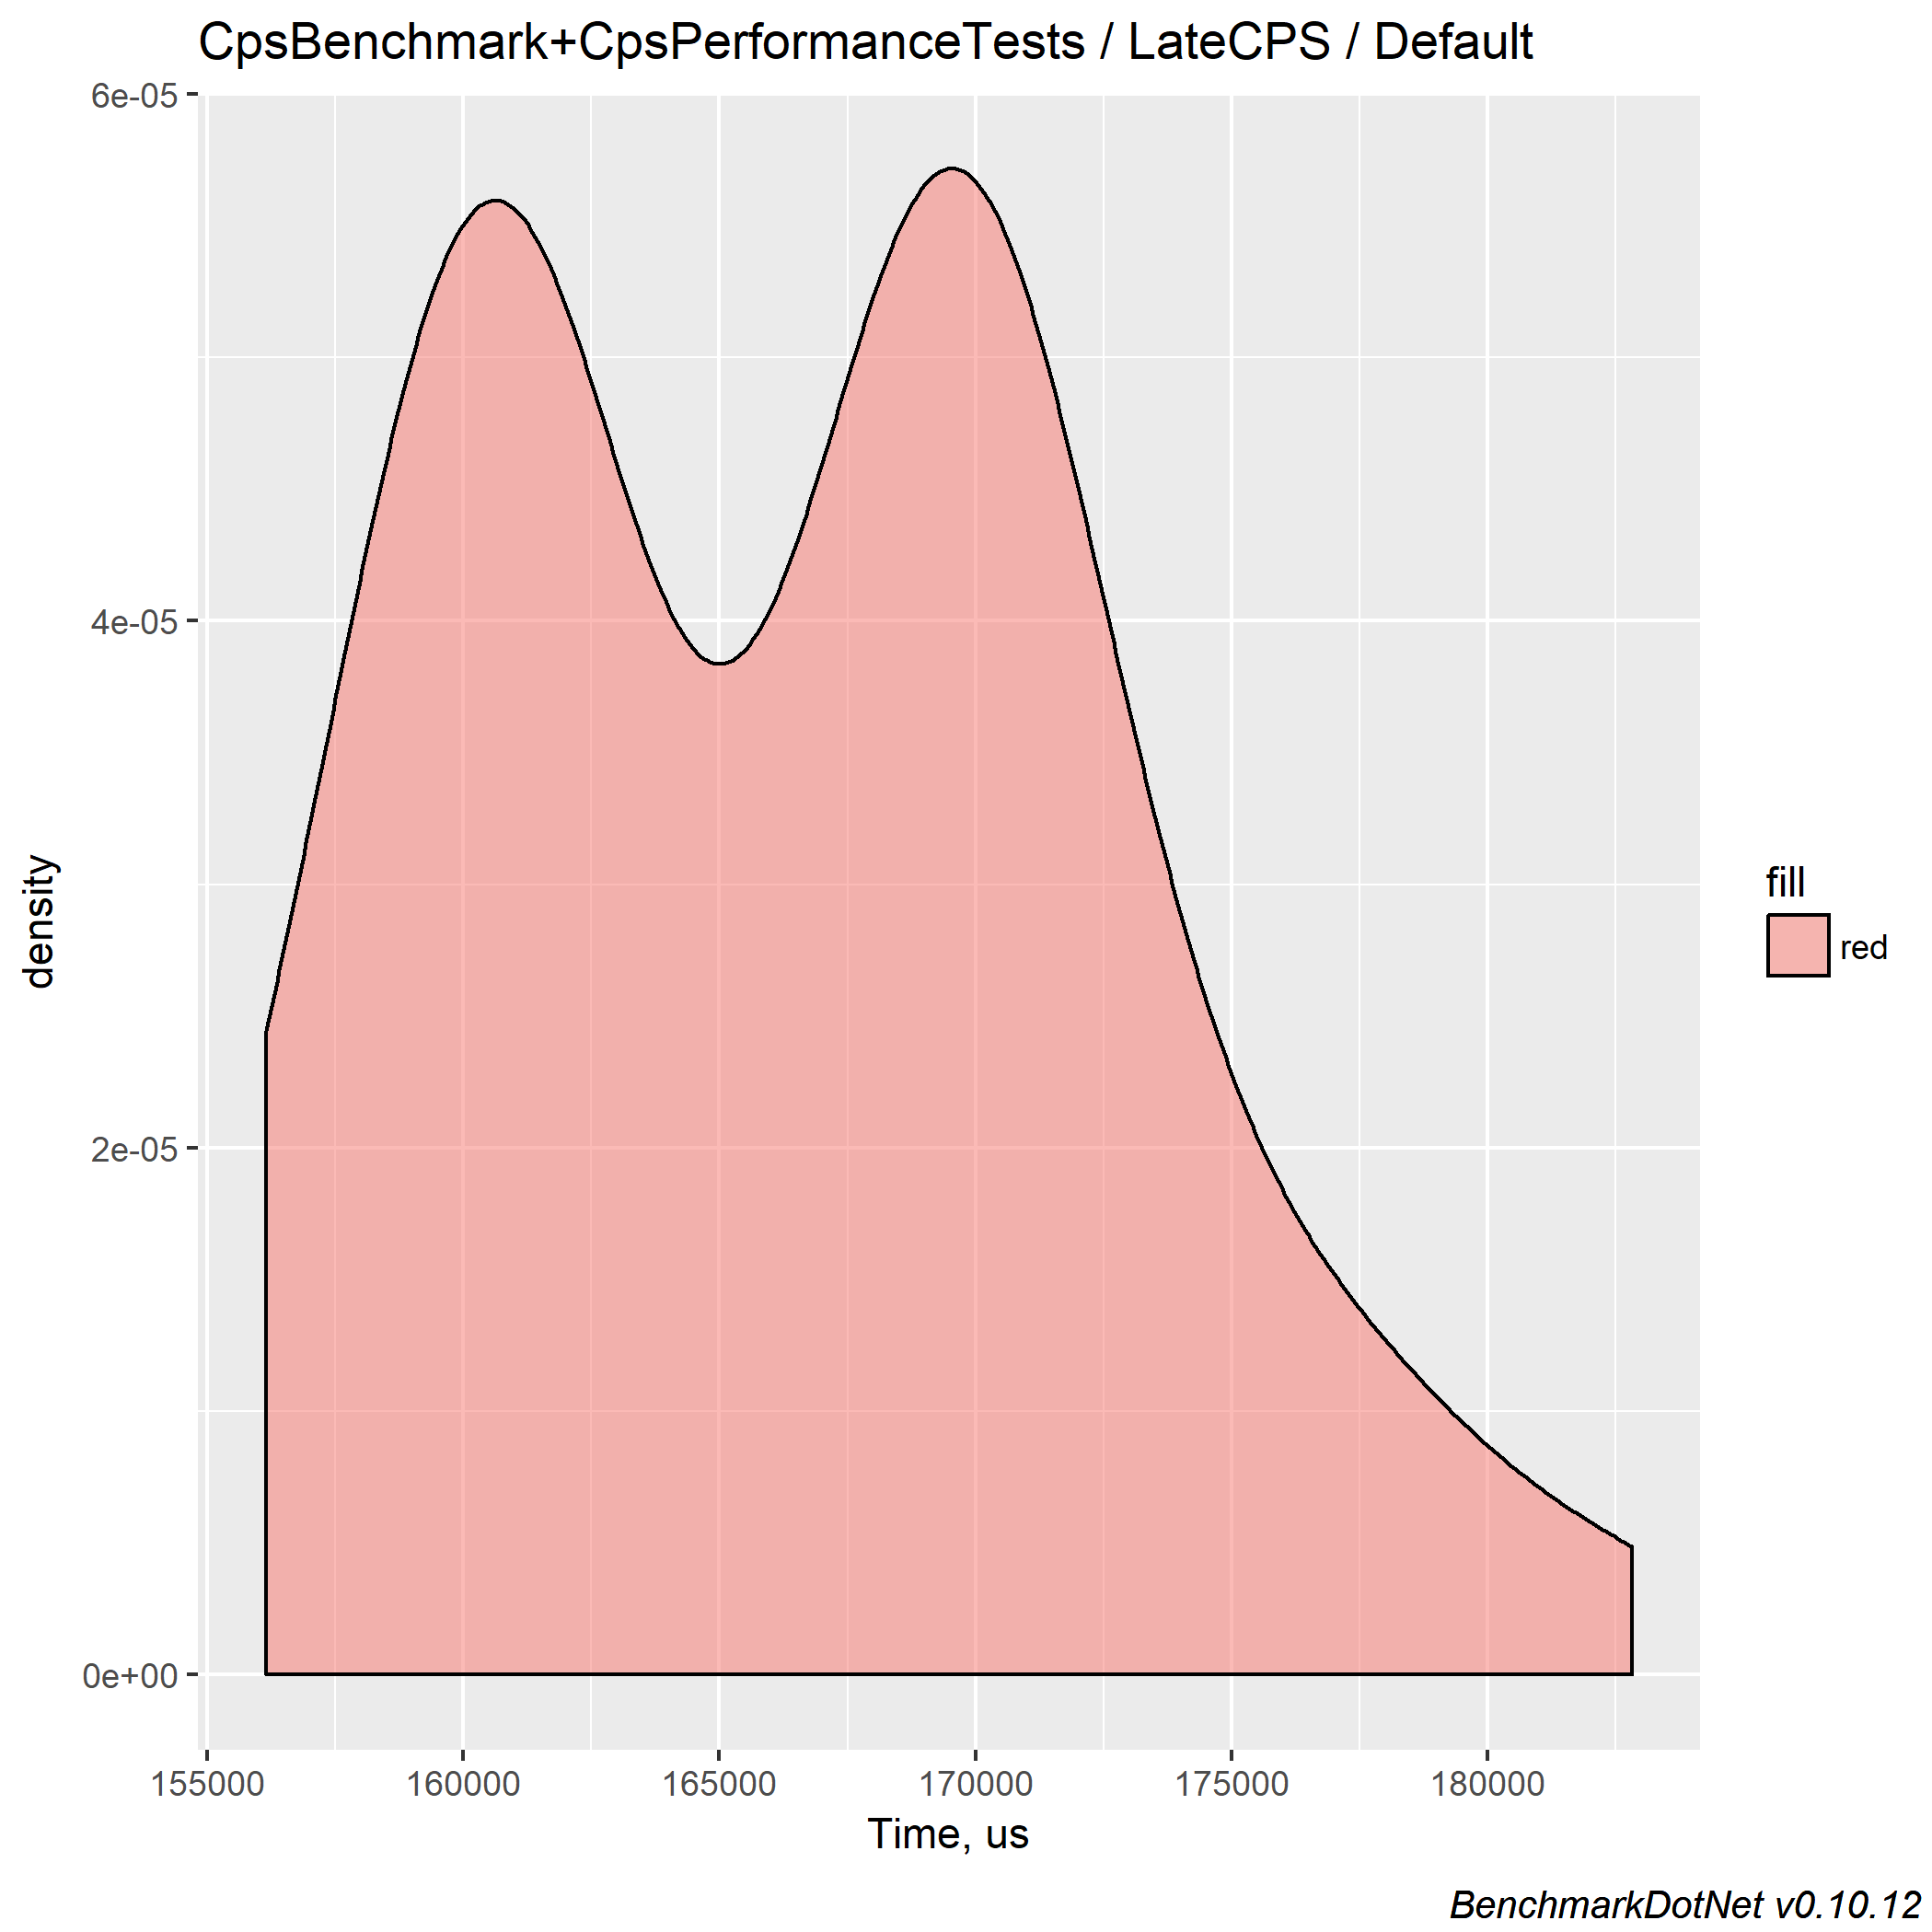 CpsBenchmark+CpsPerformanceTests / LateCPS / Default
6e-05
4e-05
2e-05
0e+00
density
155000 160000 165000 170000 175000 180000
Time, us
fill
red
BenchmarkDotNet v0.10.12